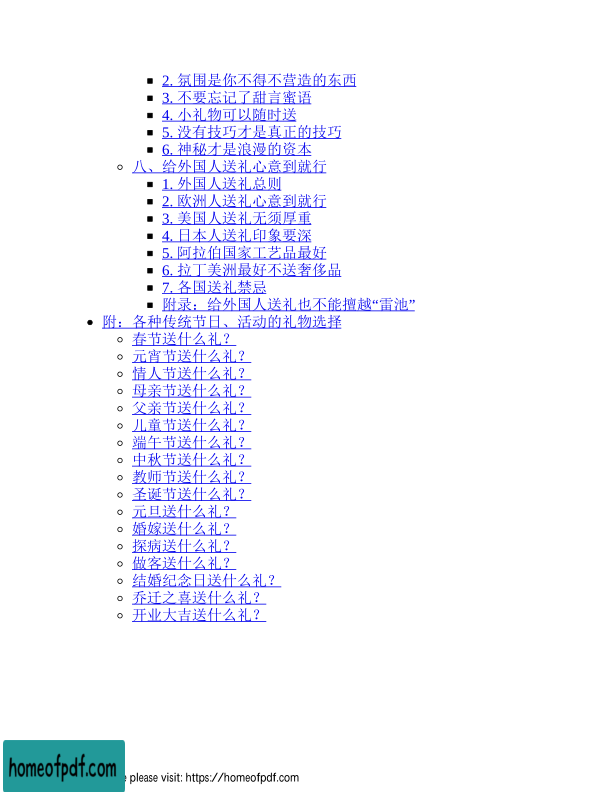 2. 氛围是你不得不营造的东西
3. 不要忘记了甜言蜜语
4. 小礼物可以随时送
5. 没有技巧才是真正的技巧
6. 神秘才是浪漫的资本
八、给外国人送礼心意到就行
1. 外国人送礼总则
2. 欧洲人送礼心意到就行
3. 美国人送礼无须厚重
4. 日本人送礼印象要深
5. 阿拉伯国家工艺品最好
6. 拉丁美洲最好不送奢侈品
7. 各国送礼禁忌
附录：给外国人送礼也不能擅越“雷池”
附：各种传统节日、活动的礼物选择
春节送什么礼？
元宵节送什么礼？
情人节送什么礼？
母亲节送什么礼？
父亲节送什么礼？
儿童节送什么礼？
端午节送什么礼？
中秋节送什么礼？
教师节送什么礼？
圣诞节送什么礼？
元旦送什么礼？
婚嫁送什么礼？
探病送什么礼？
做客送什么礼？
结婚纪念日送什么礼？
乔迁之喜送什么礼？
开业大吉送什么礼？
homeofpdf.com
please visit: https://homeofpdf.com